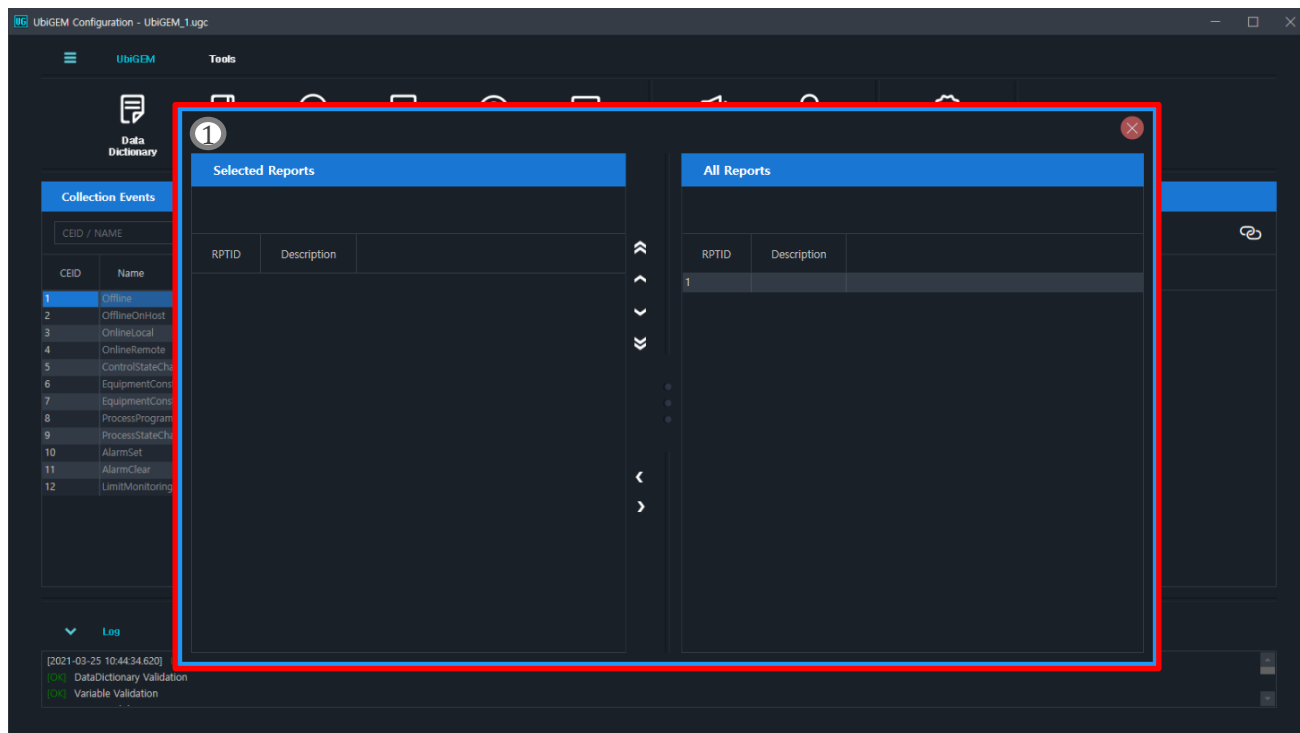 UG UbiGEM Configuration - UbiGEM_1.ugc
UbiGEM Tools
Data
Dictionary
1
Selected Reports
All Reports
Collection Events
CEID / NAME
RPTID Description
RPTID Description
CEID Name
1
1 Offline
2 OfflineOnHost
3 OnlineLocal
4 OnlineRemote
5 ControlStateCha
6 EquipmentCons
7 EquipmentCons
8 ProcessProgram
9 ProcessStateCha
10 AlarmSet
11 AlarmClear
12 LimitMonitoring
Log
[2021-03-25 10:44:34.620]
[OK] DataDictionary Validation
[OK] Variable Validation